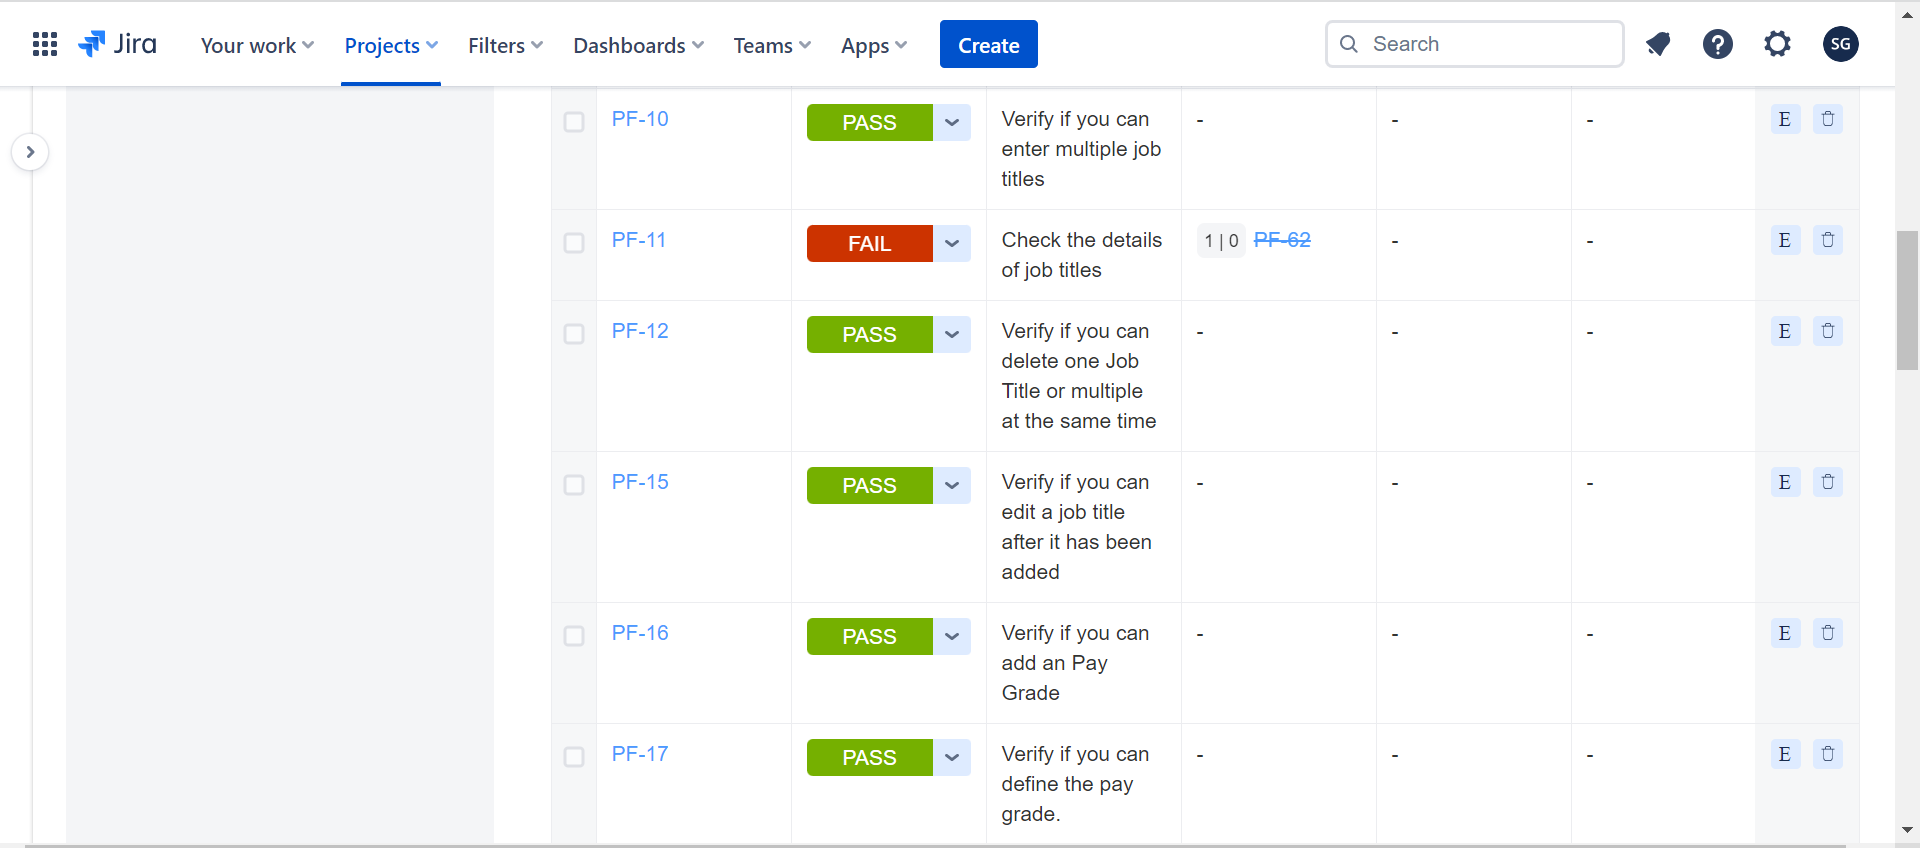 Jira Your work Projects Filters Dashboards Teams Apps Create Search SG
PF-10 PASS Verify if you can - - - E
enter multiple job
titles
PF-11 FAIL Check the details 1 | 0 PF-62 - - E
of job titles
PF-12 PASS Verify if you can - - - E
delete one Job
Title or multiple
at the same time
PF-15 PASS Verify if you can - - - E
edit a job title
after it has been
added
PF-16 PASS Verify if you can - - - E
add an Pay
Grade
PF-17 PASS Verify if you can - - - E
define the pay
grade.